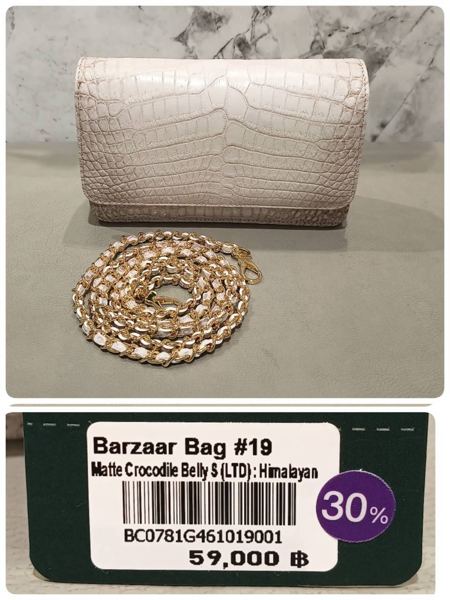 Barzaar Bag #19
Matte Crocodile Belly S (LTD) : Himalayan
30%
BC0781G461019001
59,000 ฿